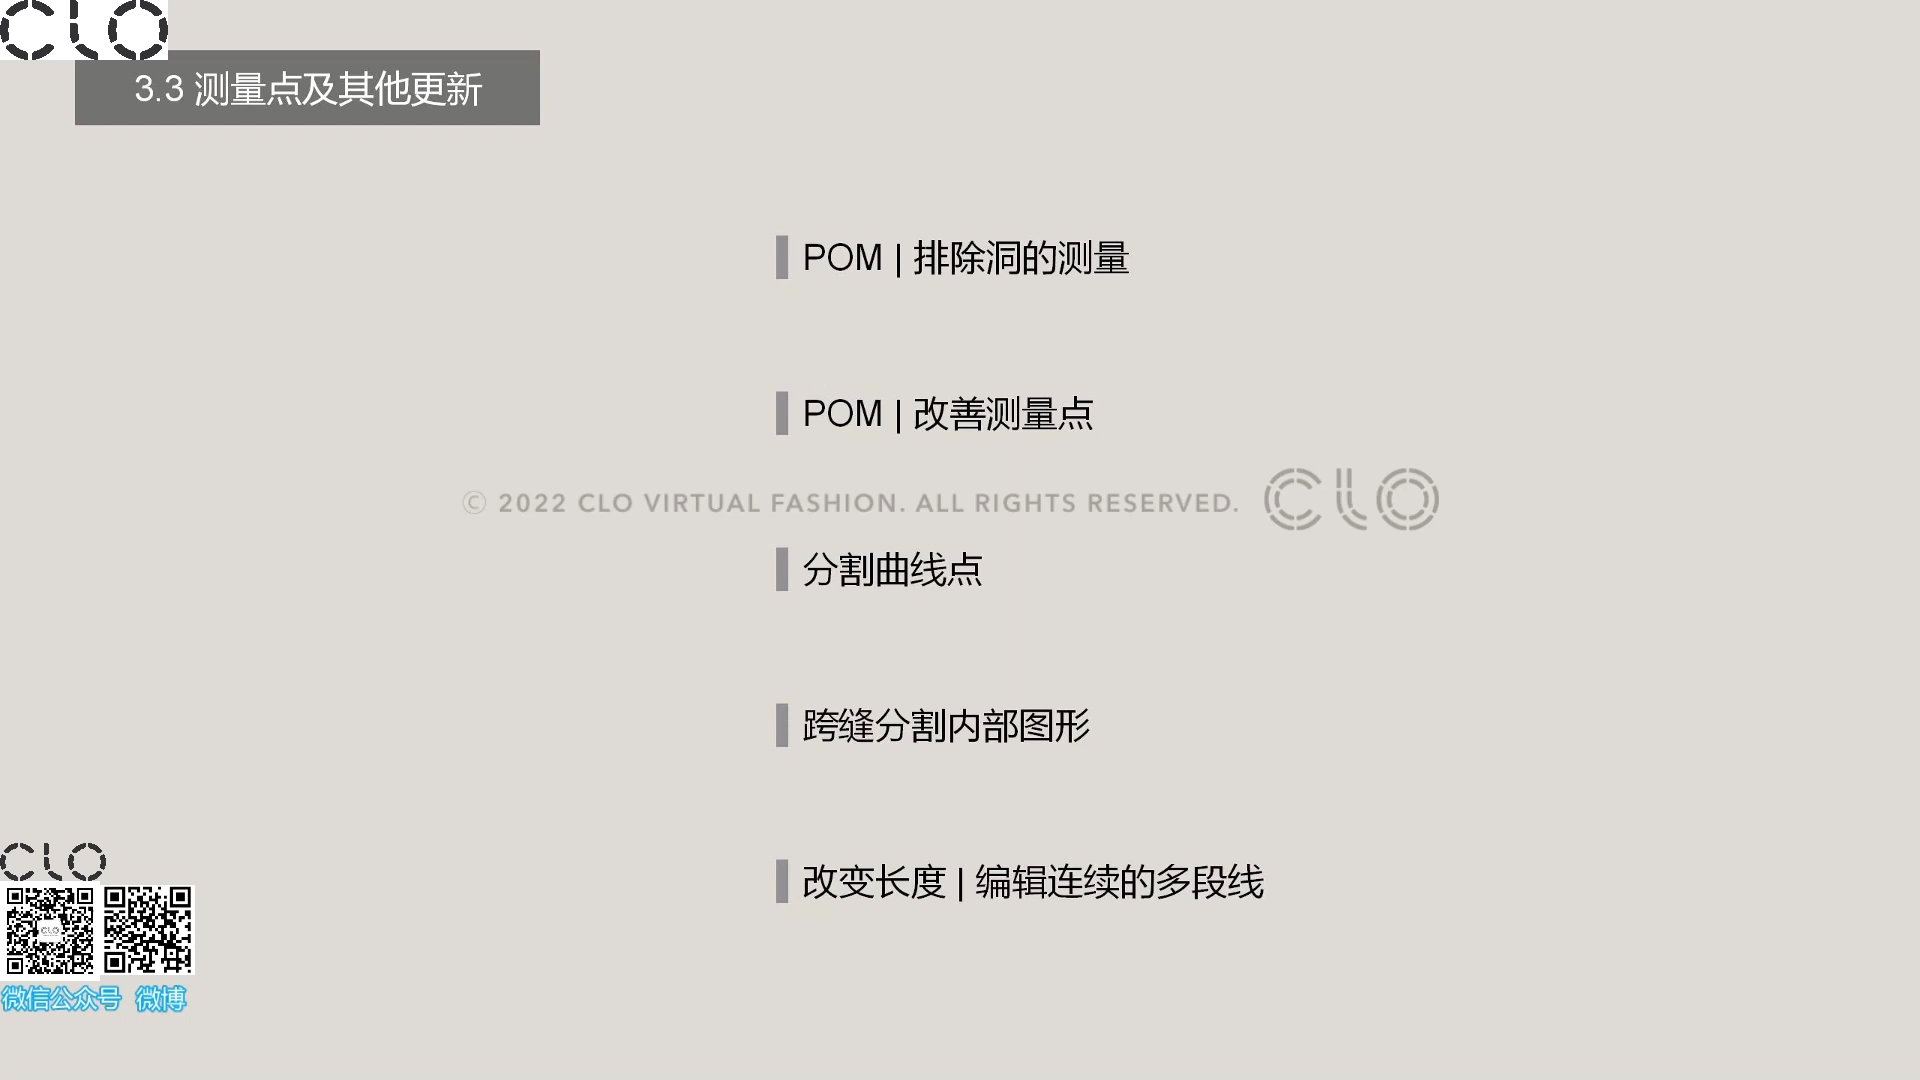 CLO
3.3 测量点及其他更新
POM | 排除洞的测量
POM | 改善测量点
© 2022 CLO VIRTUAL FASHION. ALL RIGHTS RESERVED. CLO
分割曲线点
跨缝分割内部图形
改变长度 | 编辑连续的多段线
CLO
CLO
微信公众号 微博